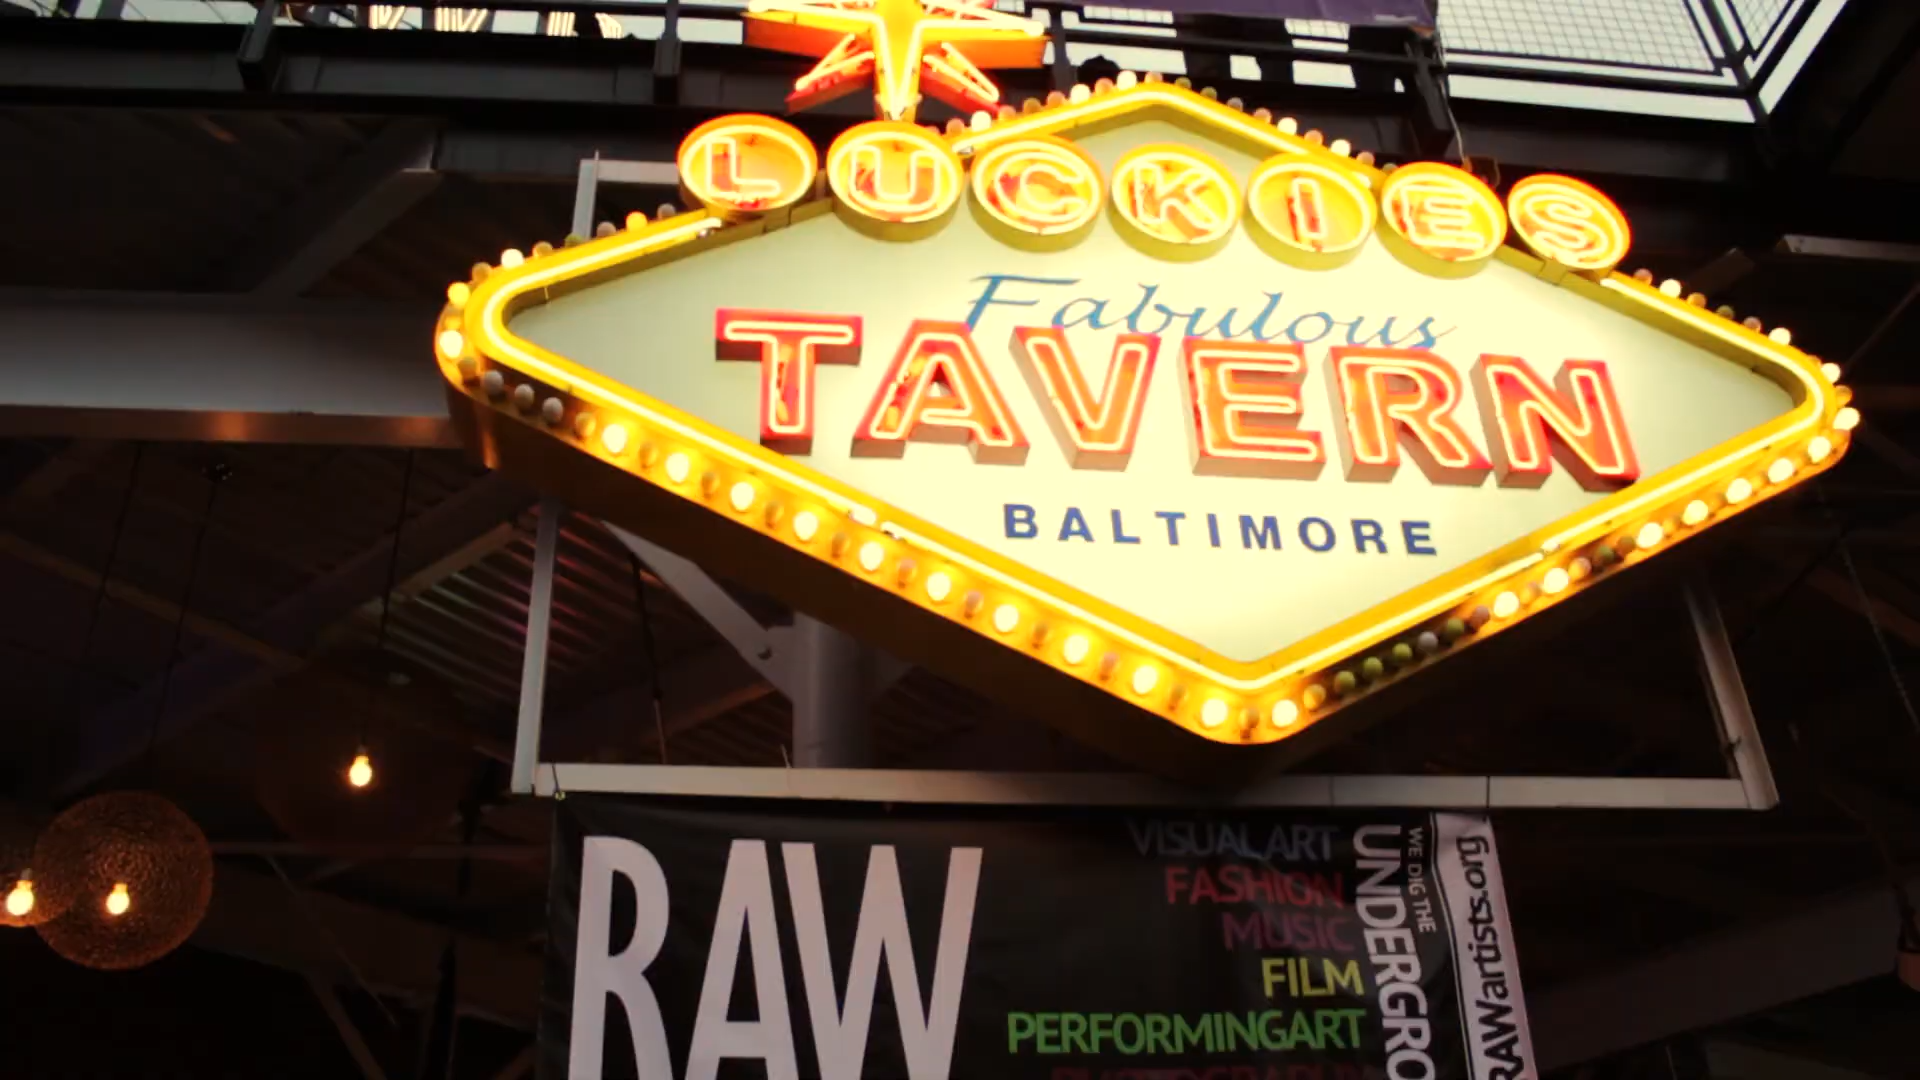 LUCKIES
Fabulous
TAVERN
BALTIMORE
RAW
VISUALART
FASHION
MUSIC
FILM
PERFORMINGART
WE DIG THE
UNDERGRO
RAWartists.org